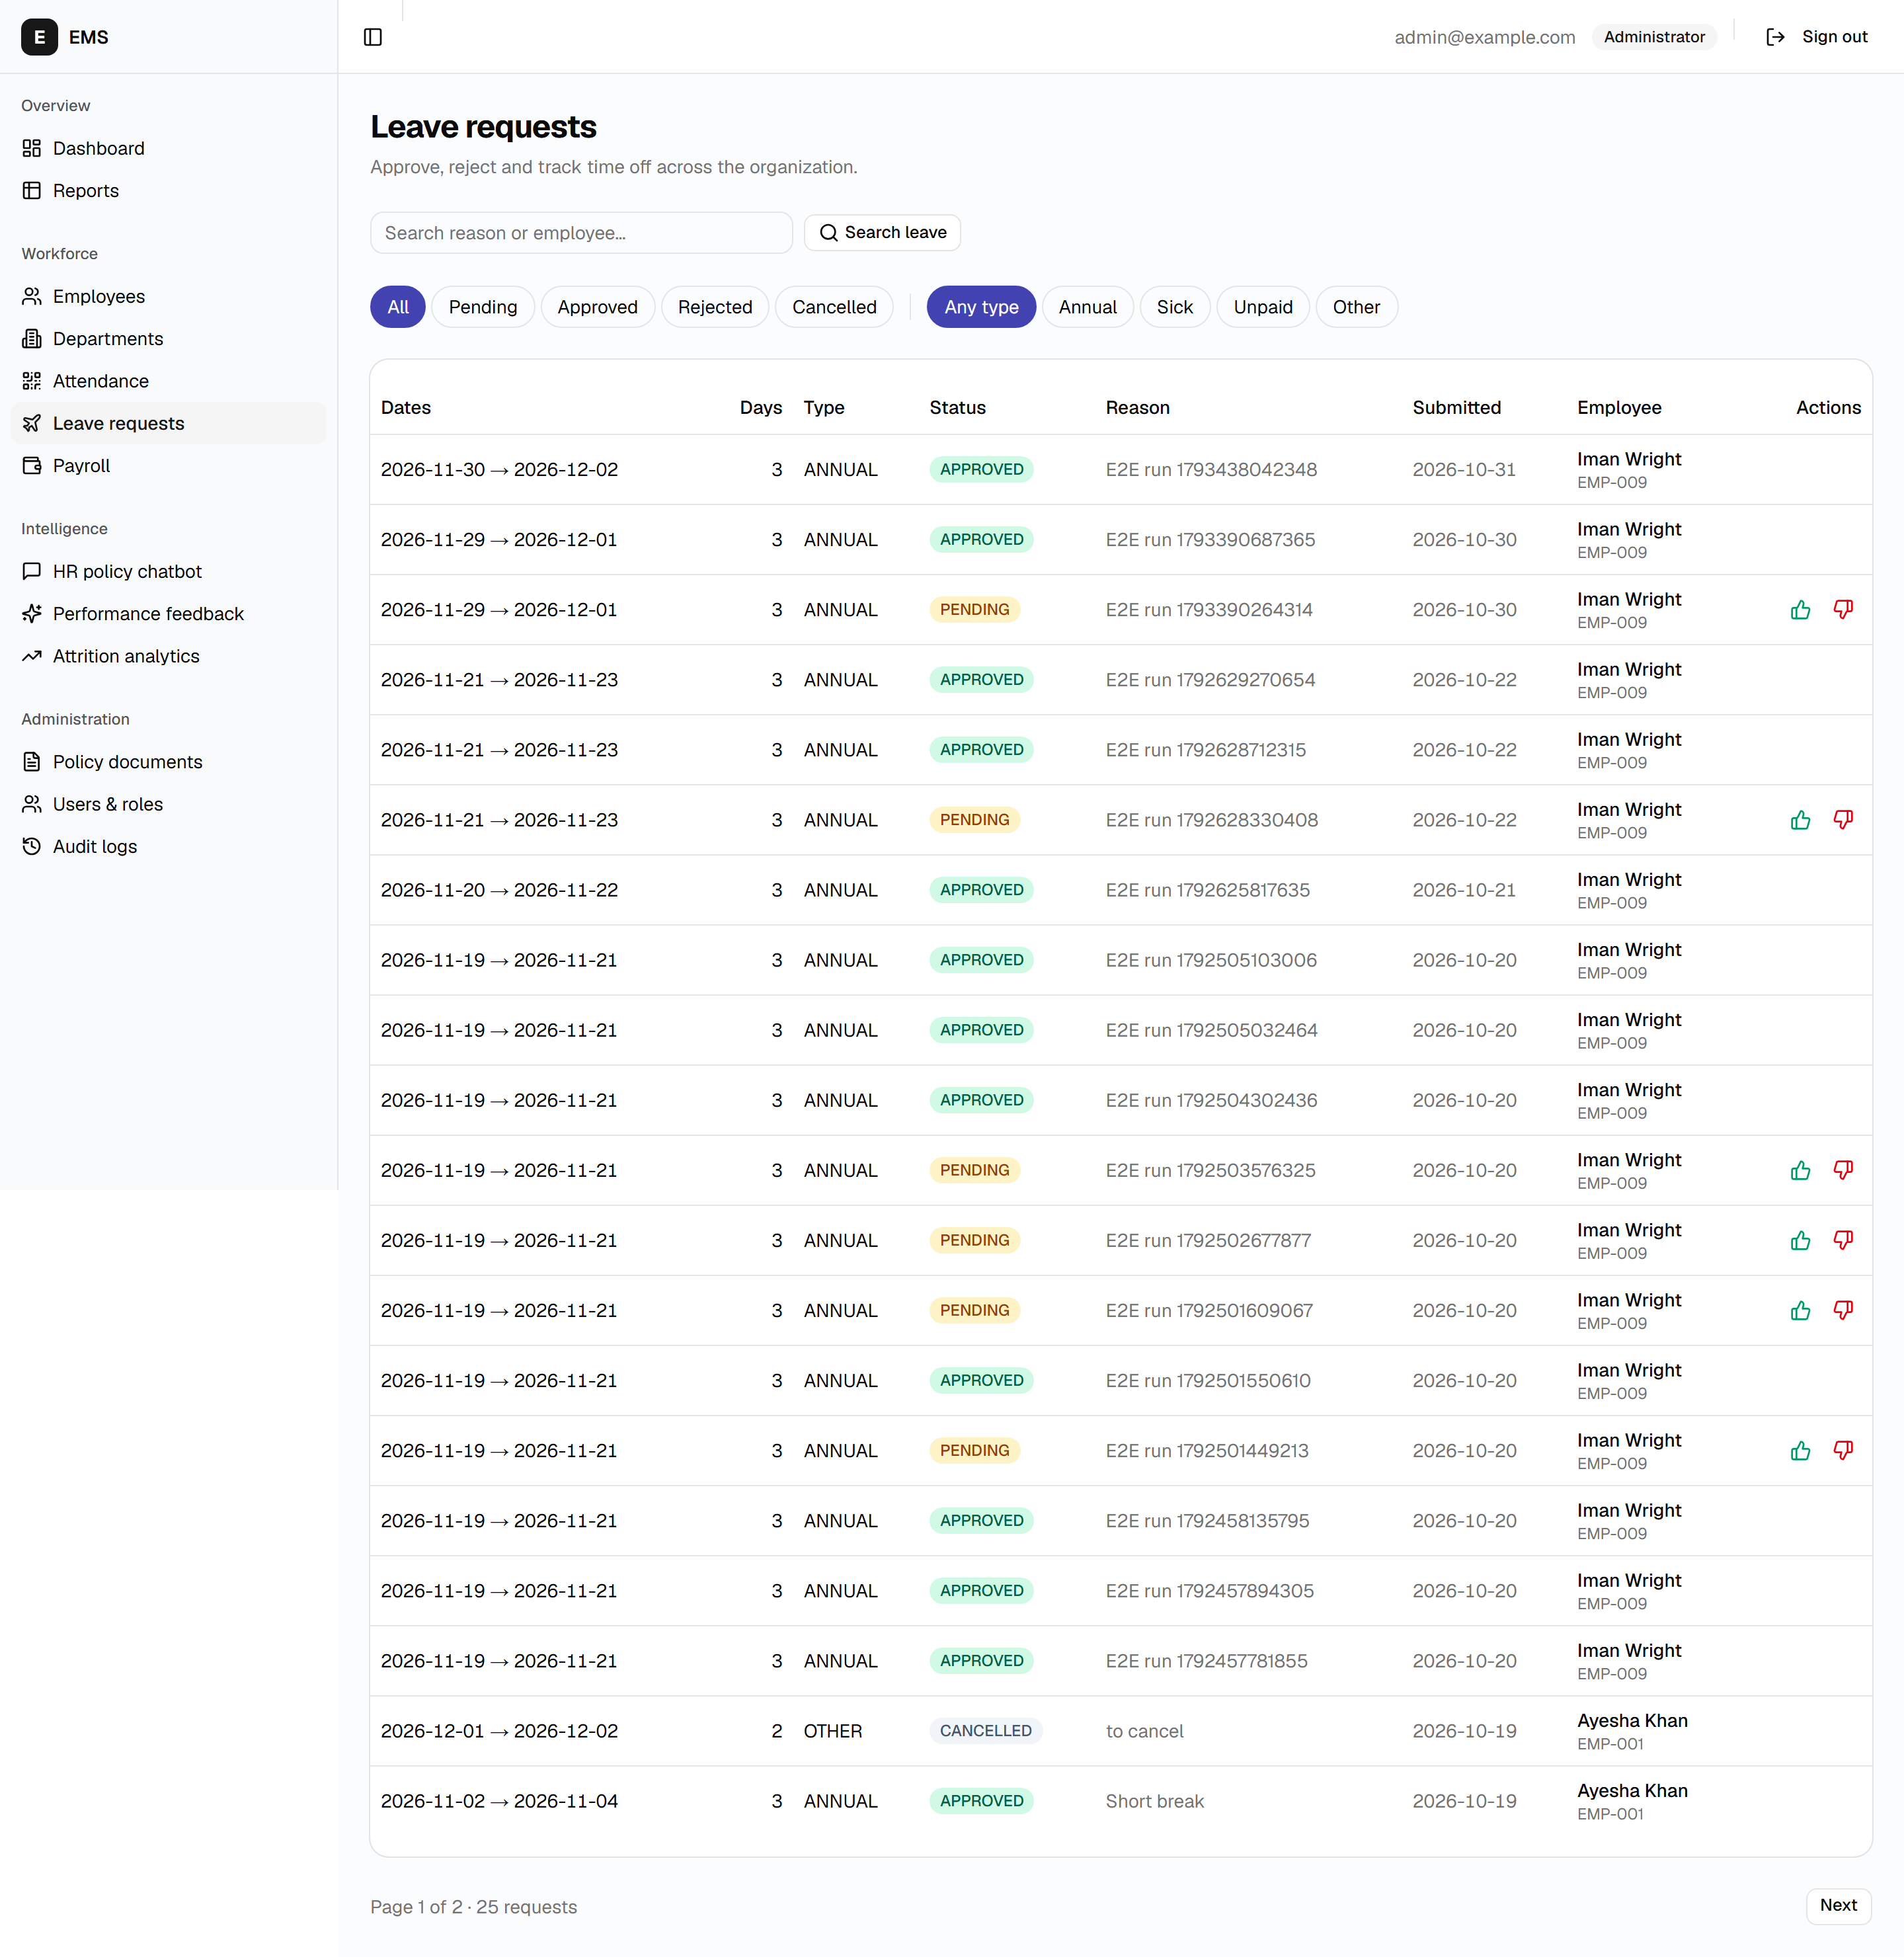 E EMS
admin@example.com Administrator Sign out
Overview
Dashboard
Reports
Workforce
Employees
Departments
Attendance
Leave requests
Payroll
Intelligence
HR policy chatbot
Performance feedback
Attrition analytics
Administration
Policy documents
Users & roles
Audit logs
Leave requests
Approve, reject and track time off across the organization.
Search reason or employee... Search leave
All Pending Approved Rejected Cancelled Any type Annual Sick Unpaid Other
Dates Days Type Status Reason Submitted Employee Actions
2026-11-30 → 2026-12-02 3 ANNUAL APPROVED E2E run 1793438042348 2026-10-31 Iman Wright
EMP-009
2026-11-29 → 2026-12-01 3 ANNUAL APPROVED E2E run 1793390687365 2026-10-30 Iman Wright
EMP-009
2026-11-29 → 2026-12-01 3 ANNUAL PENDING E2E run 1793390264314 2026-10-30 Iman Wright
EMP-009
2026-11-21 → 2026-11-23 3 ANNUAL APPROVED E2E run 1792629270654 2026-10-22 Iman Wright
EMP-009
2026-11-21 → 2026-11-23 3 ANNUAL APPROVED E2E run 1792628712315 2026-10-22 Iman Wright
EMP-009
2026-11-21 → 2026-11-23 3 ANNUAL PENDING E2E run 1792628330408 2026-10-22 Iman Wright
EMP-009
2026-11-20 → 2026-11-22 3 ANNUAL APPROVED E2E run 1792625817635 2026-10-21 Iman Wright
EMP-009
2026-11-19 → 2026-11-21 3 ANNUAL APPROVED E2E run 1792505103006 2026-10-20 Iman Wright
EMP-009
2026-11-19 → 2026-11-21 3 ANNUAL APPROVED E2E run 1792505032464 2026-10-20 Iman Wright
EMP-009
2026-11-19 → 2026-11-21 3 ANNUAL APPROVED E2E run 1792504302436 2026-10-20 Iman Wright
EMP-009
2026-11-19 → 2026-11-21 3 ANNUAL PENDING E2E run 1792503576325 2026-10-20 Iman Wright
EMP-009
2026-11-19 → 2026-11-21 3 ANNUAL PENDING E2E run 1792502677877 2026-10-20 Iman Wright
EMP-009
2026-11-19 → 2026-11-21 3 ANNUAL PENDING E2E run 1792501609067 2026-10-20 Iman Wright
EMP-009
2026-11-19 → 2026-11-21 3 ANNUAL APPROVED E2E run 1792501550610 2026-10-20 Iman Wright
EMP-009
2026-11-19 → 2026-11-21 3 ANNUAL PENDING E2E run 1792501449213 2026-10-20 Iman Wright
EMP-009
2026-11-19 → 2026-11-21 3 ANNUAL APPROVED E2E run 1792458135795 2026-10-20 Iman Wright
EMP-009
2026-11-19 → 2026-11-21 3 ANNUAL APPROVED E2E run 1792457894305 2026-10-20 Iman Wright
EMP-009
2026-11-19 → 2026-11-21 3 ANNUAL APPROVED E2E run 1792457781855 2026-10-20 Iman Wright
EMP-009
2026-12-01 → 2026-12-02 2 OTHER CANCELLED to cancel 2026-10-19 Ayesha Khan
EMP-001
2026-11-02 → 2026-11-04 3 ANNUAL APPROVED Short break 2026-10-19 Ayesha Khan
EMP-001
Page 1 of 2 · 25 requests Next